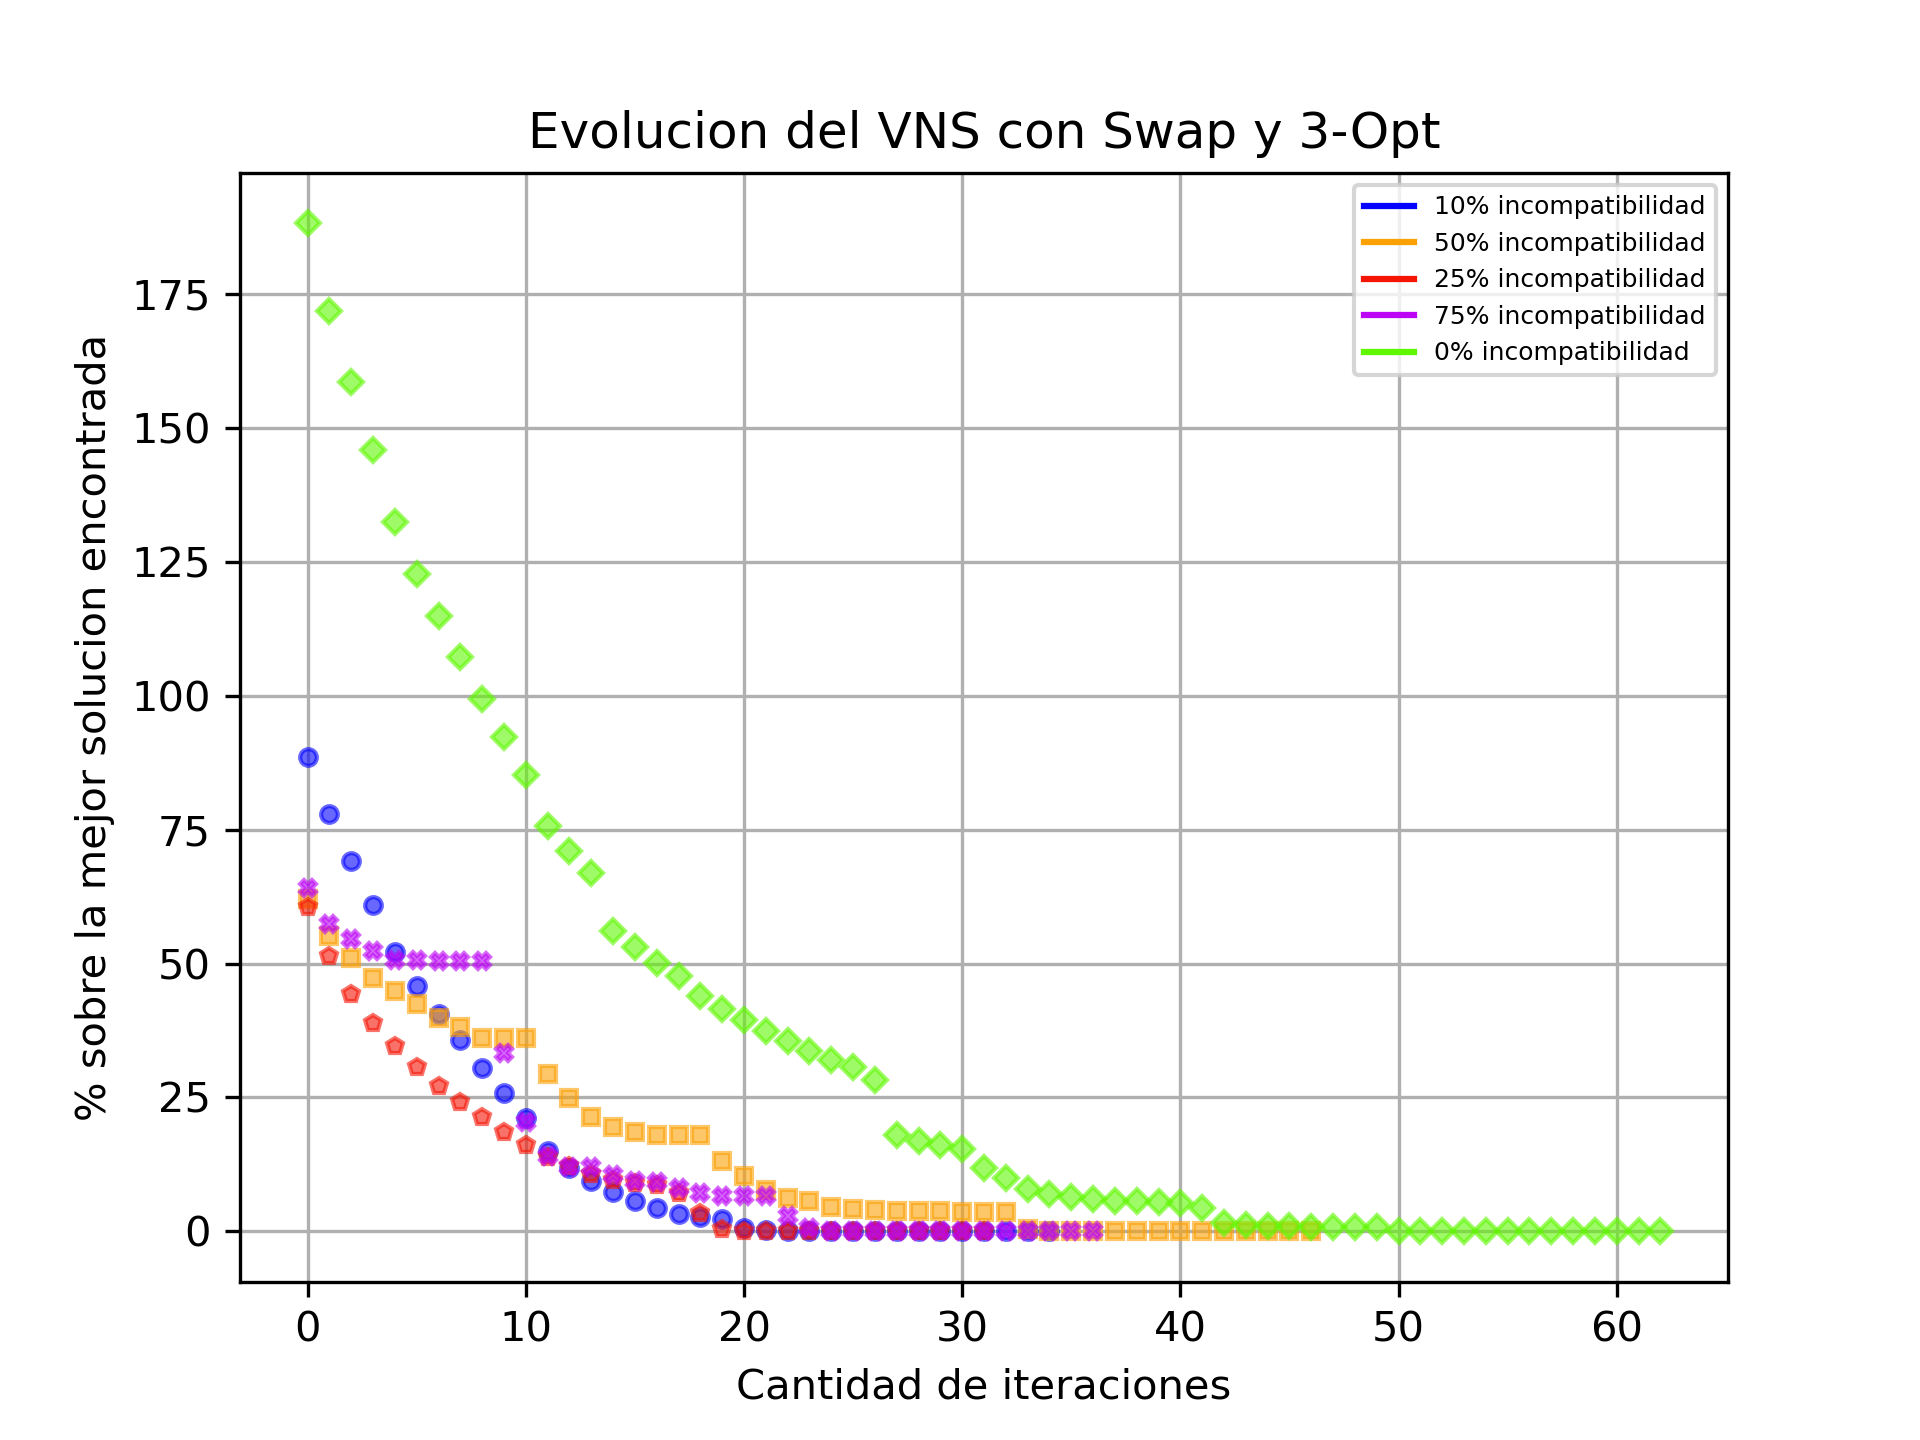 Evolucion del VNS con Swap y 3-Opt
10% incompatibilidad
50% incompatibilidad
25% incompatibilidad
75% incompatibilidad
0% incompatibilidad
% sobre la mejor solucion encontrada
175
150
125
100
75
50
25
0
0 10 20 30 40 50 60
Cantidad de iteraciones